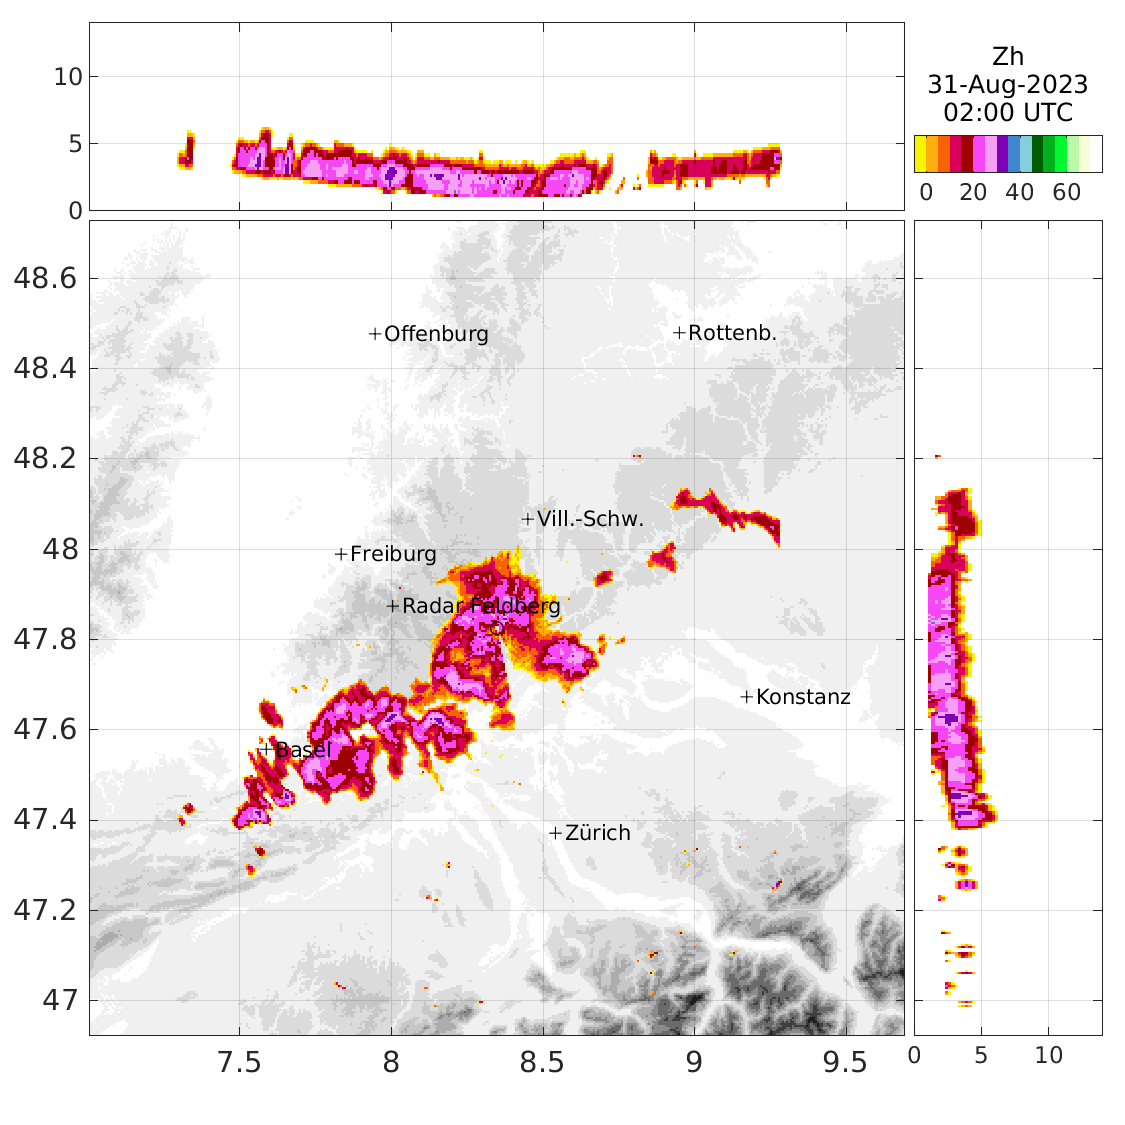 10
5
0
Zh
31-Aug-2023
02:00 UTC
0 20 40 60
48.6
48.4
48.2
48
47.8
47.6
47.4
47.2
47
+Offenburg
+Rottenb.
+Vill.-Schw.
+Freiburg
+Radar Feldberg
+Konstanz
+Basel
+Zürich
7.5 8 8.5 9 9.5
0 5 10